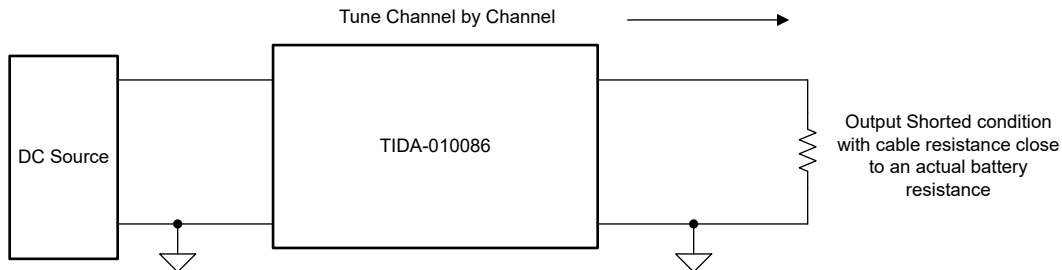 Tune Channel by Channel
DC Source
TIDA-010086
Output Shorted condition
with cable resistance close
to an actual battery
resistance